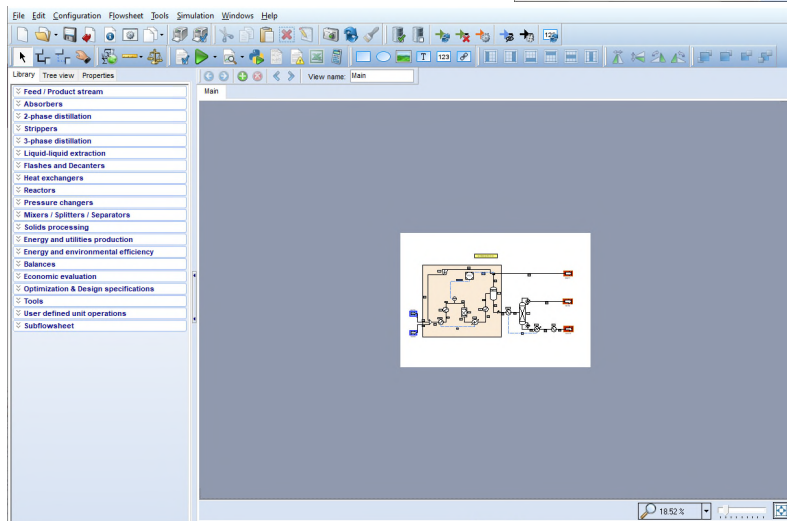 File Edit Configuration Flowsheet Tools Simulation Windows Help
T 123
Library Tree view Properties View name: Main
Main
Feed / Product stream
Absorbers
2-phase distillation
Strippers
3-phase distillation
Liquid-liquid extraction
Flashes and Decanters
Heat exchangers
Reactors
Pressure changers
Mixers / Splitters / Separators
Solids processing
Energy and utilities production
Energy and environmental efficiency
Balances
Economic evaluation
Optimization & Design specifications
Tools
User defined unit operations
Subflowsheet
18.52 %